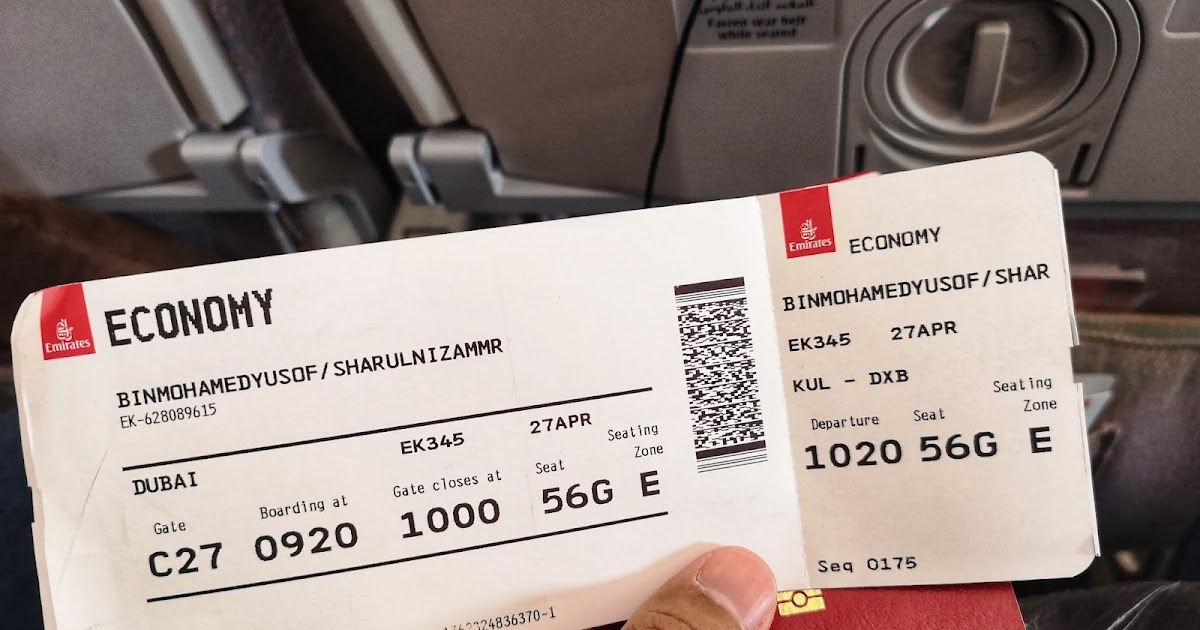 Fasten seat belt
while seated
Emirates
ECONOMY
BINMOHAMEDYUSOF/SHARULNIZAMMR
EK-628089615
EK345 27APR
DUBAI
Gate Boarding at Gate closes at Seat Seating Zone
C27 0920 1000 56G E
Emirates
ECONOMY
BINMOHAMEDYUSOF/SHAR
EK345 27APR
KUL - DXB
Departure Seat Seating Zone
1020 56G E
Seq 0175